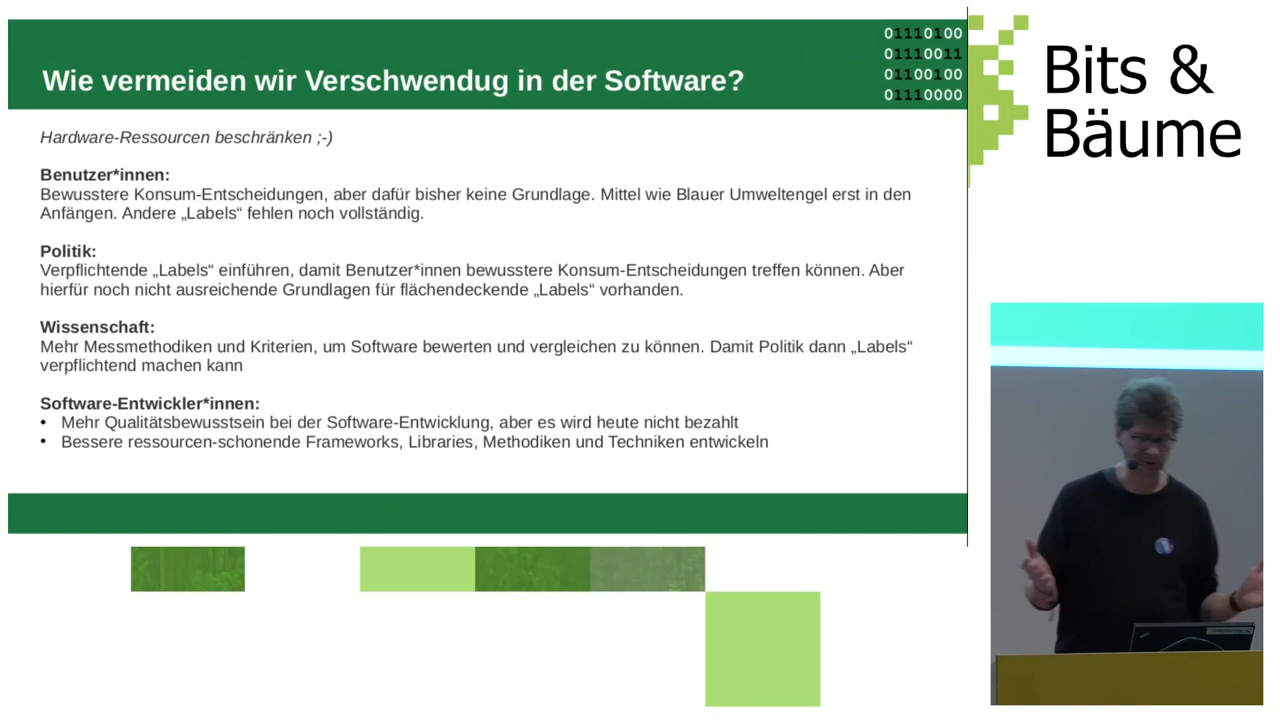 Wie vermeiden wir Verschwendug in der Software?
01110100
01110011
01100100
01110000
Bits &
Bäume
Hardware-Ressourcen beschränken ;-)
Benutzer*innen:
Bewusstere Konsum-Entscheidungen, aber dafür bisher keine Grundlage. Mittel wie Blauer Umweltengel erst in den
Anfängen. Andere „Labels“ fehlen noch vollständig.
Politik:
Verpflichtende „Labels“ einführen, damit Benutzer*innen bewusstere Konsum-Entscheidungen treffen können. Aber
hierfür noch nicht ausreichende Grundlagen für flächendeckende „Labels“ vorhanden.
Wissenschaft:
Mehr Messmethodiken und Kriterien, um Software bewerten und vergleichen zu können. Damit Politik dann „Labels“
verpflichtend machen kann
Software-Entwickler*innen:
• Mehr Qualitätsbewusstsein bei der Software-Entwicklung, aber es wird heute nicht bezahlt
• Bessere ressourcen-schonende Frameworks, Libraries, Methodiken und Techniken entwickeln